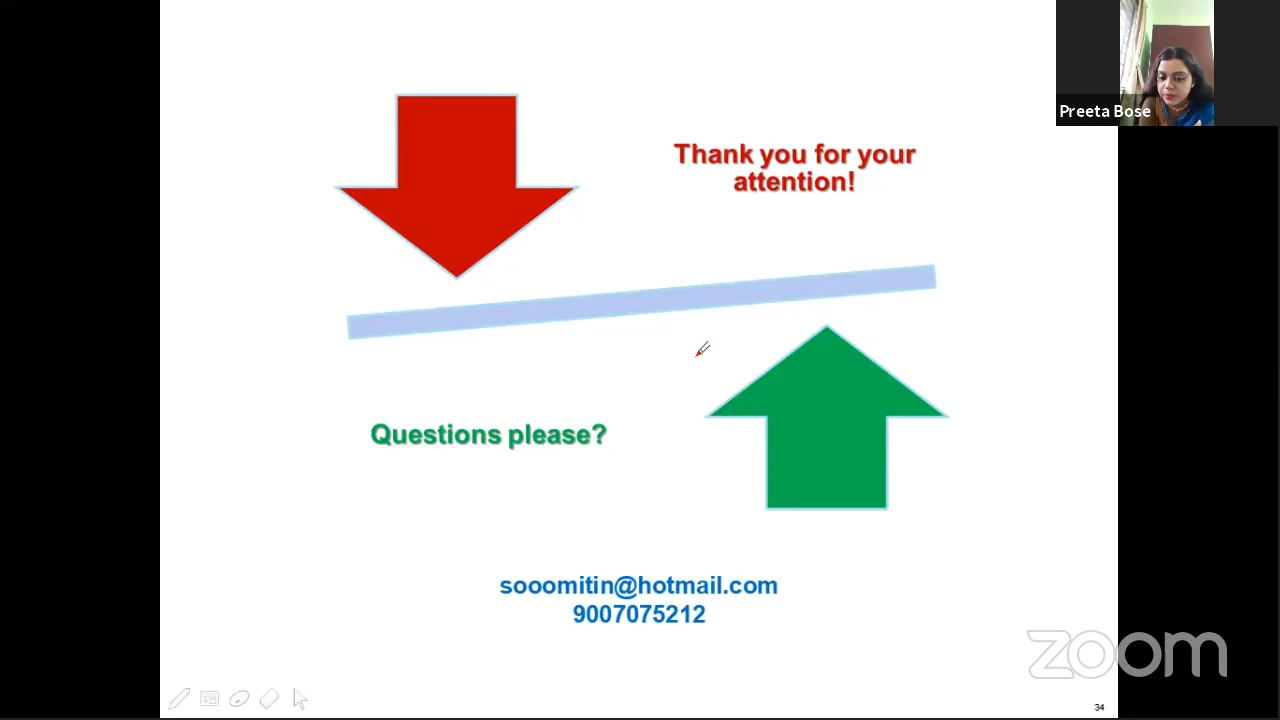 Preeta Bose
Thank you for your
attention!
Questions please?
sooomitin@hotmail.com
9007075212
zoom
34